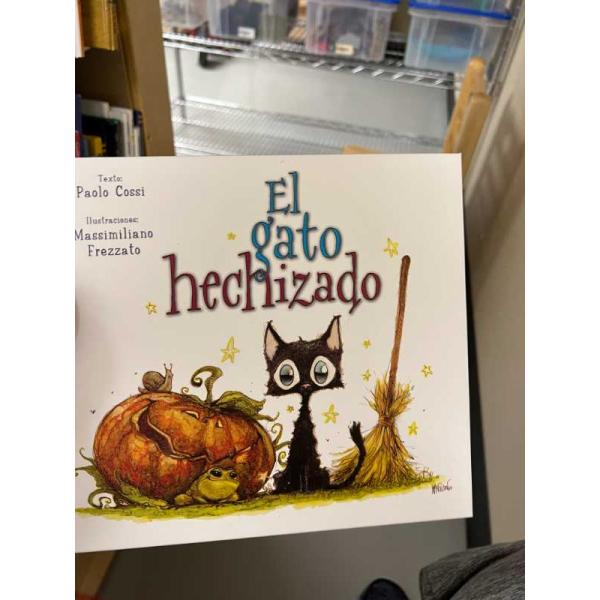 Texto:
Paolo Cossi
Ilustraciones:
Massimiliano
Frezzato
El
gato
hechizado